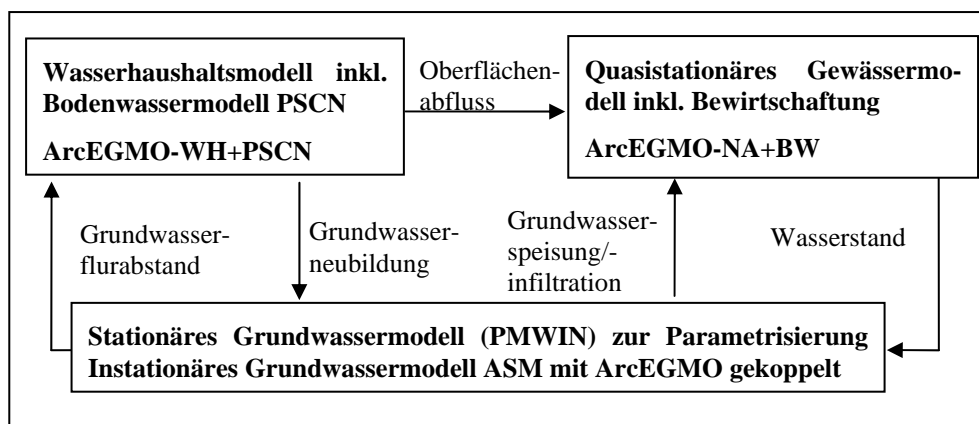 Wasserhaushaltsmodell inkl.
Bodenwassermodell PSCN
ArcEGMO-WH+PSCN
Oberflächen-
abfluss
Quasistationäres Gewässermo-
dell inkl. Bewirtschaftung
ArcEGMO-NA+BW
Grundwasser-
flurabstand
Grundwasser-
neubildung
Grundwasser-
speisung/-
infiltration
Wasserstand
Stationäres Grundwassermodell (PMWIN) zur Parametrisierung
Instationäres Grundwassermodell ASM mit ArcEGMO gekoppelt